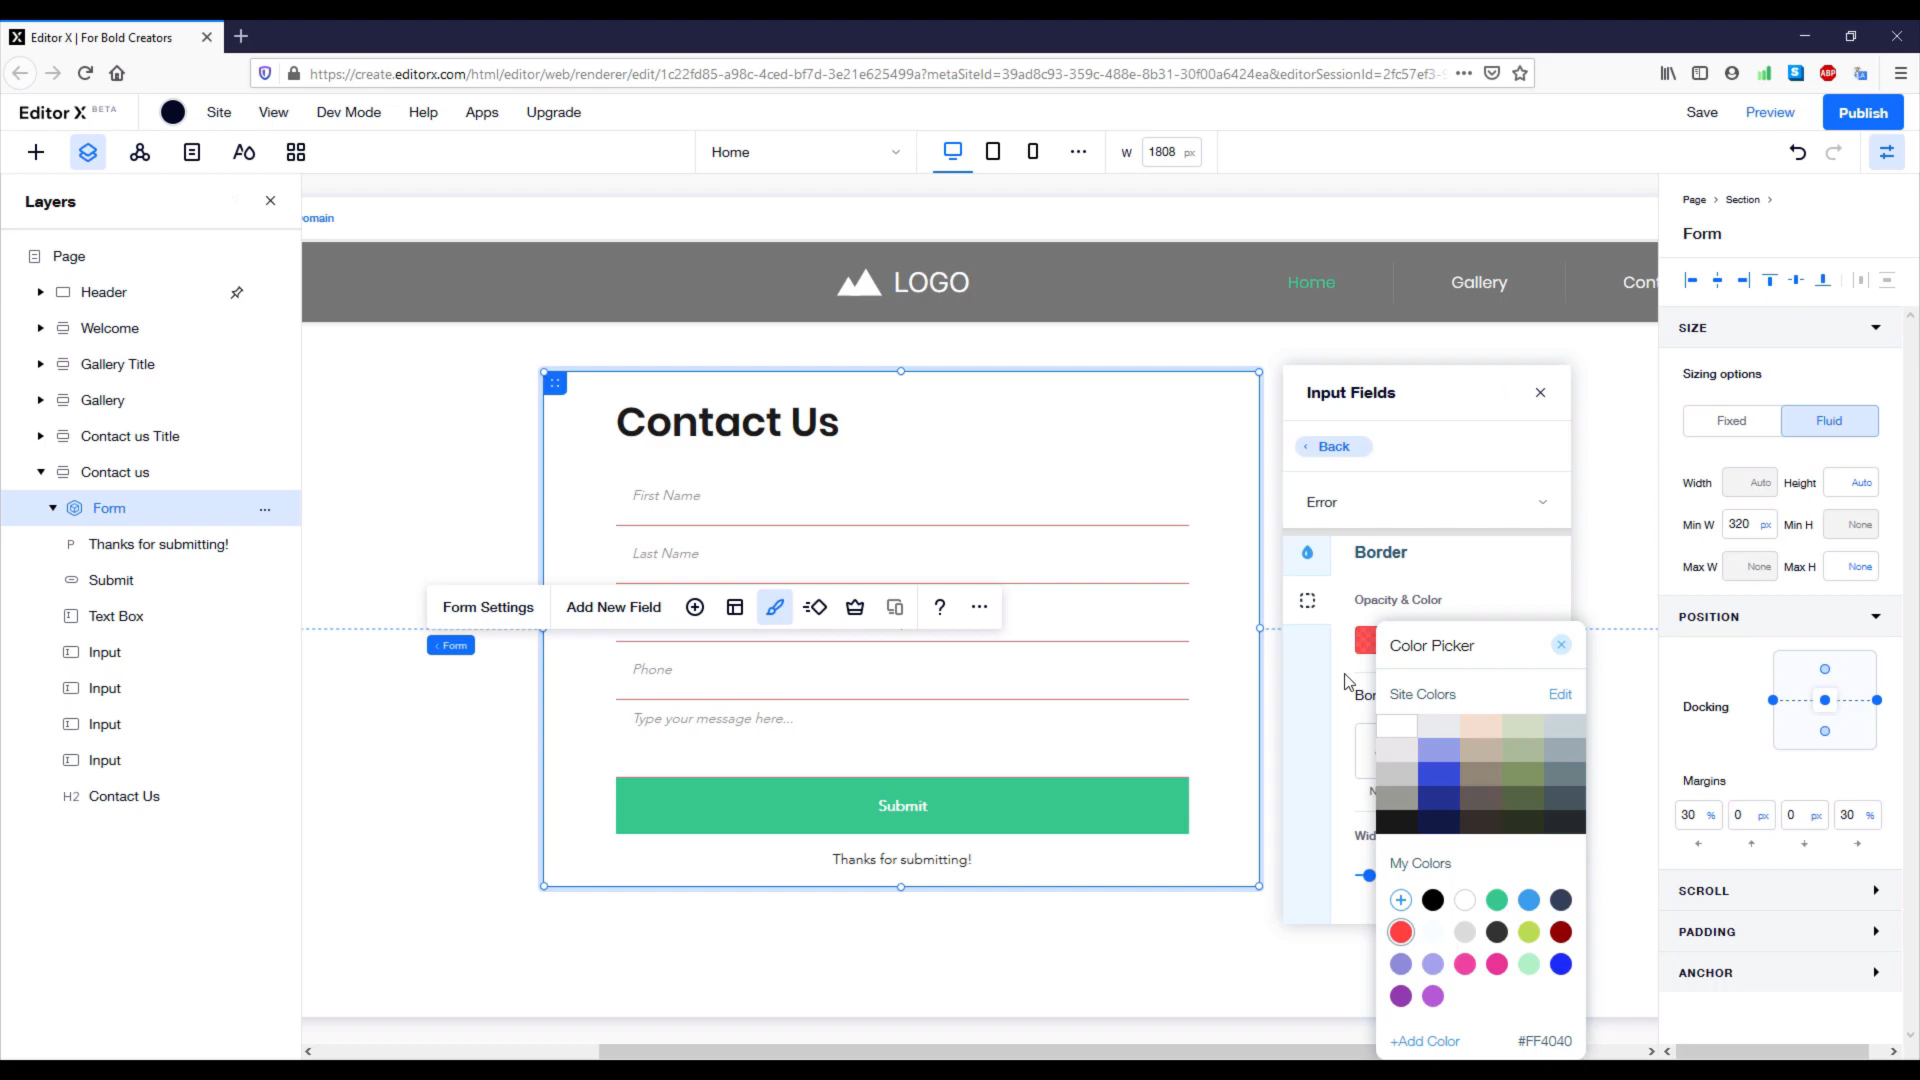 Editor X | For Bold Creators
https://create.editorx.com/html/editor/web/renderer/edit/1c22fd85-a98c-4ced-bf7d-3e21e625499a?metaSiteId=39ad8c93-359c-488e-8b31-30f00a6424ea&editorSessionId=2fc57ef3-
ABP
Editor X BETA
Site
View
Dev Mode
Help
Apps
Upgrade
Save
Preview
Publish
Home
W 1808 px
Layers
Page
Header
Welcome
Gallery Title
Gallery
Contact us Title
Contact us
Form
P Thanks for submitting!
Submit
Text Box
Input
Input
Input
Input
H2 Contact Us
omain
LOGO
Home
Gallery
Cont
Contact Us
First Name
Last Name
Form Settings
Add New Field
Form
Phone
Type your message here...
Submit
Thanks for submitting!
Input Fields
Back
Error
Border
Opacity & Color
Bor
N
Wid
Color Picker
Site Colors
Edit
My Colors
+Add Color
#FF4040
Page > Section >
Form
SIZE
Sizing options
Fixed
Fluid
Width Auto Height Auto
Min W 320 px Min H None
Max W None Max H None
POSITION
Docking
Margins
30 % 0 px 0 px 30 %
SCROLL
PADDING
ANCHOR